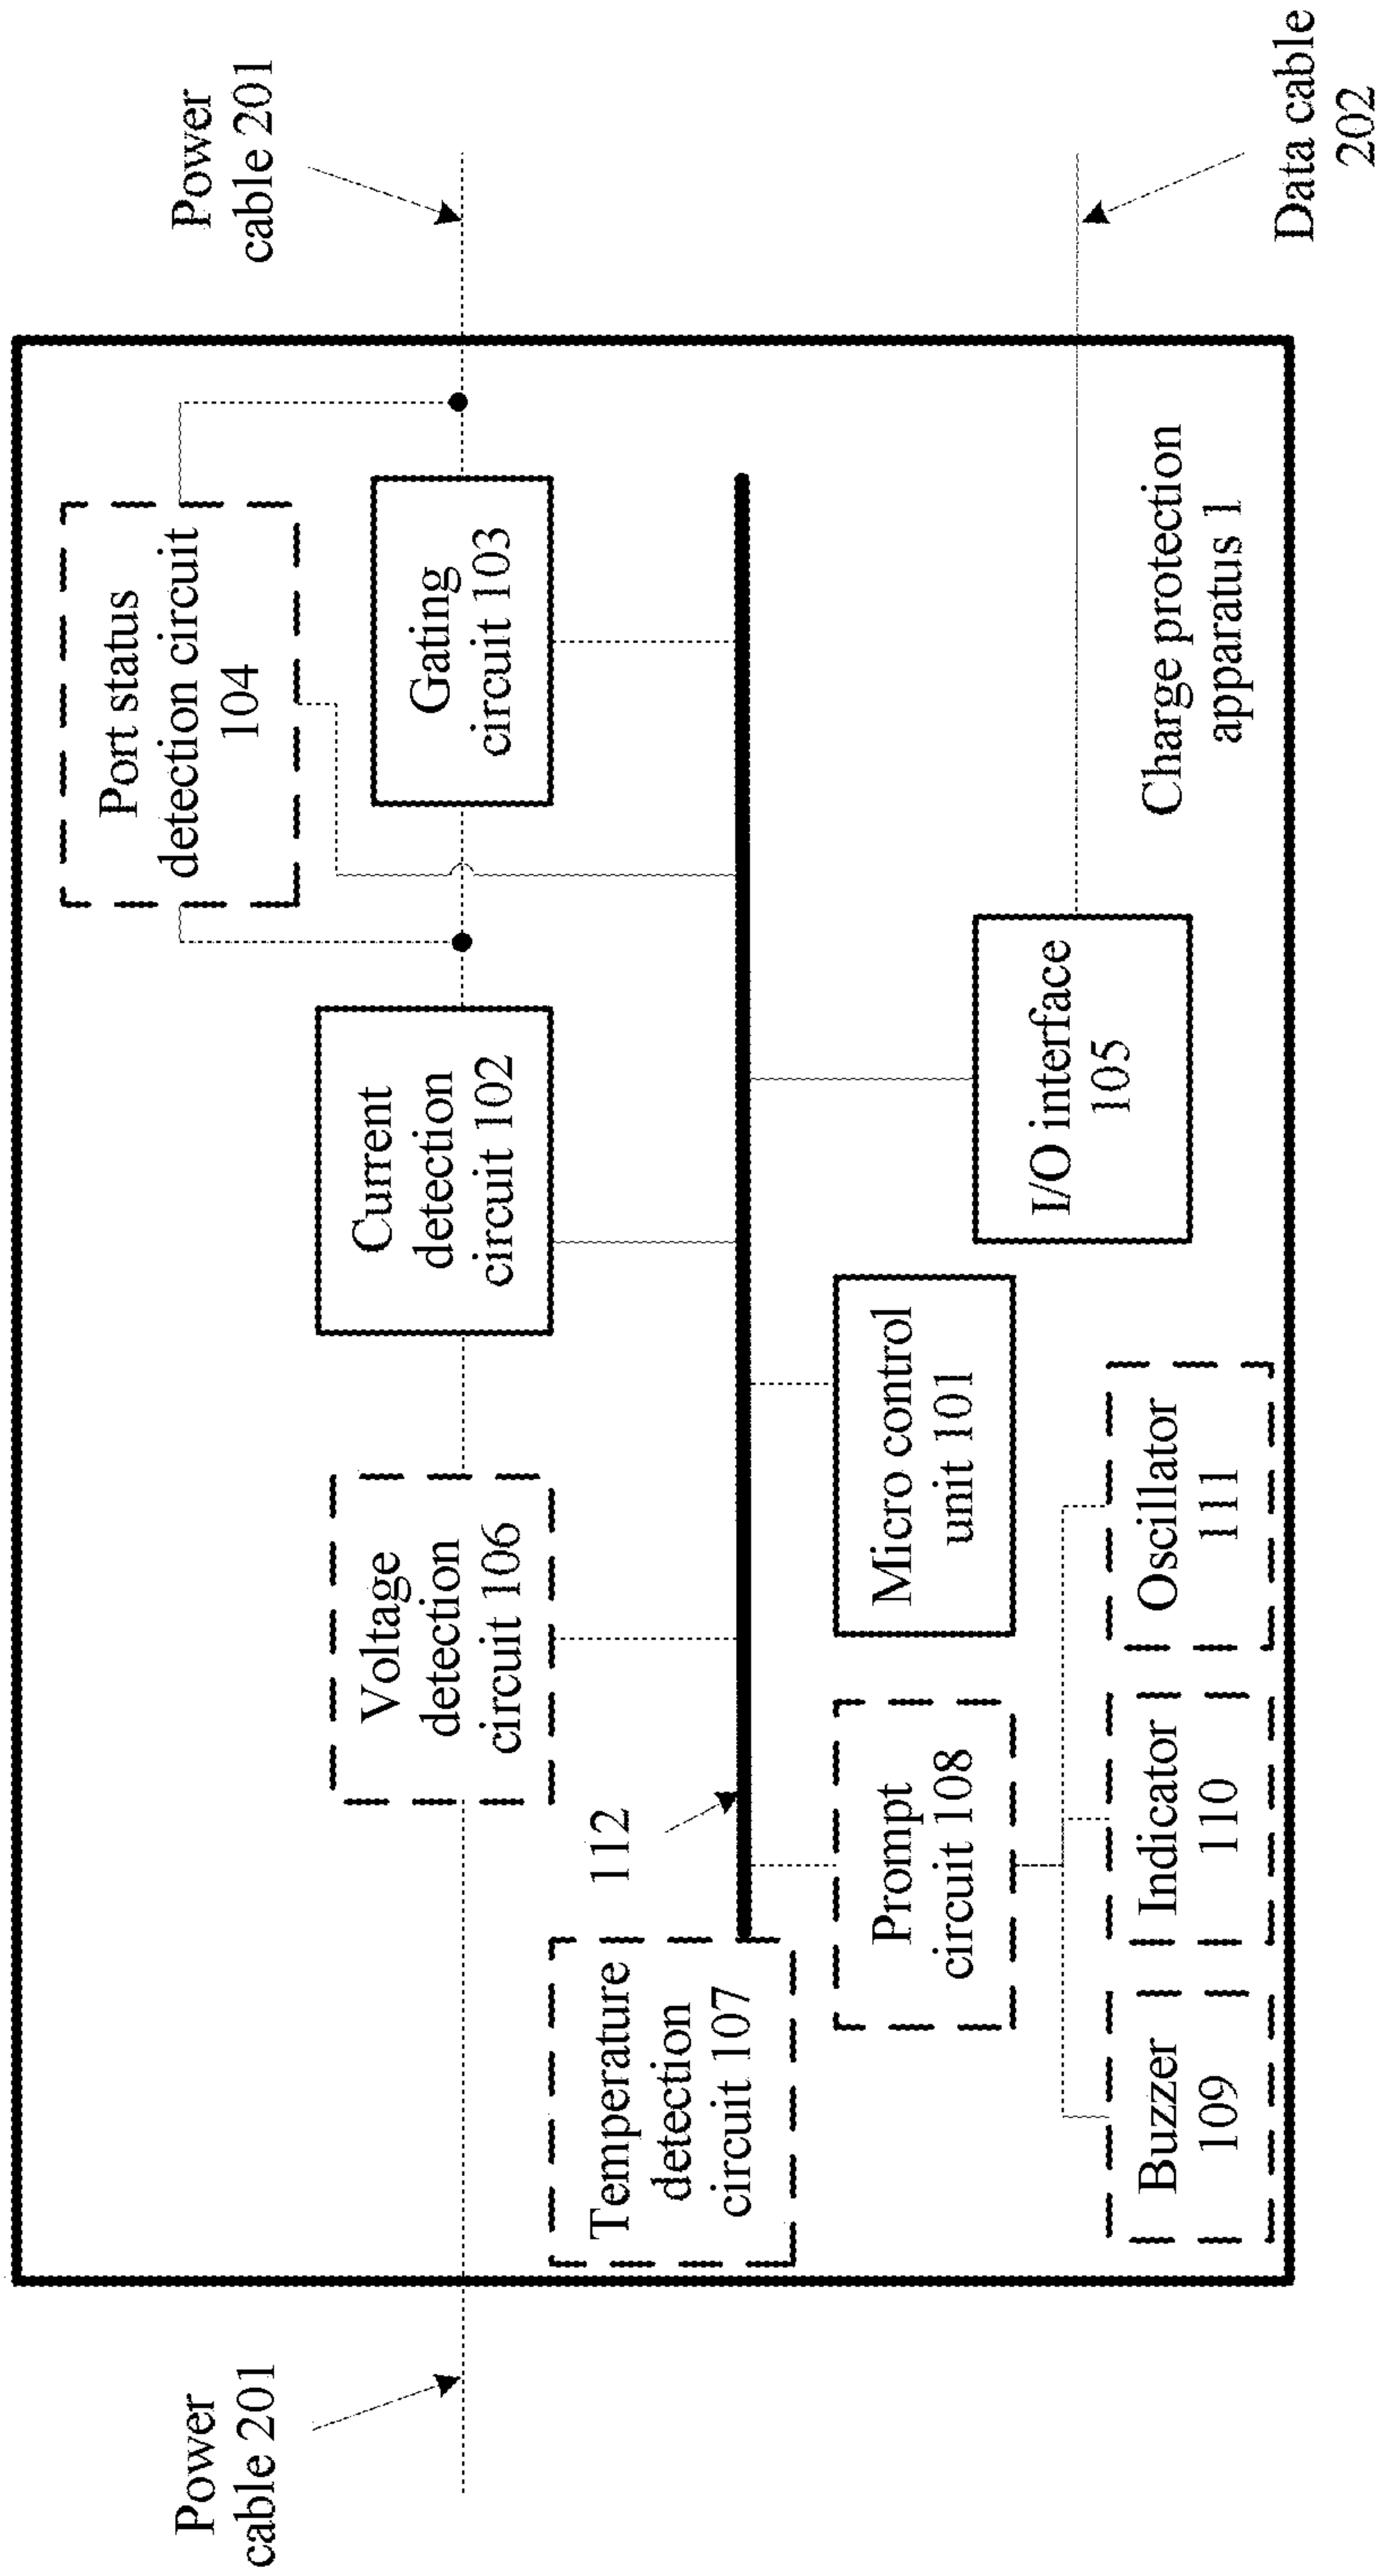 Power
cable 201
Power
cable 201
Port status
detection circuit
104
Voltage
detection
circuit 106
Current
detection
circuit 102
Gating
circuit 103
112
Temperature
detection
circuit 107
Prompt
circuit 108
Micro control
unit 101
I/O interface
105
Buzzer
109
Indicator
110
Oscillator
111
Charge protection
apparatus 1
Data cable
202